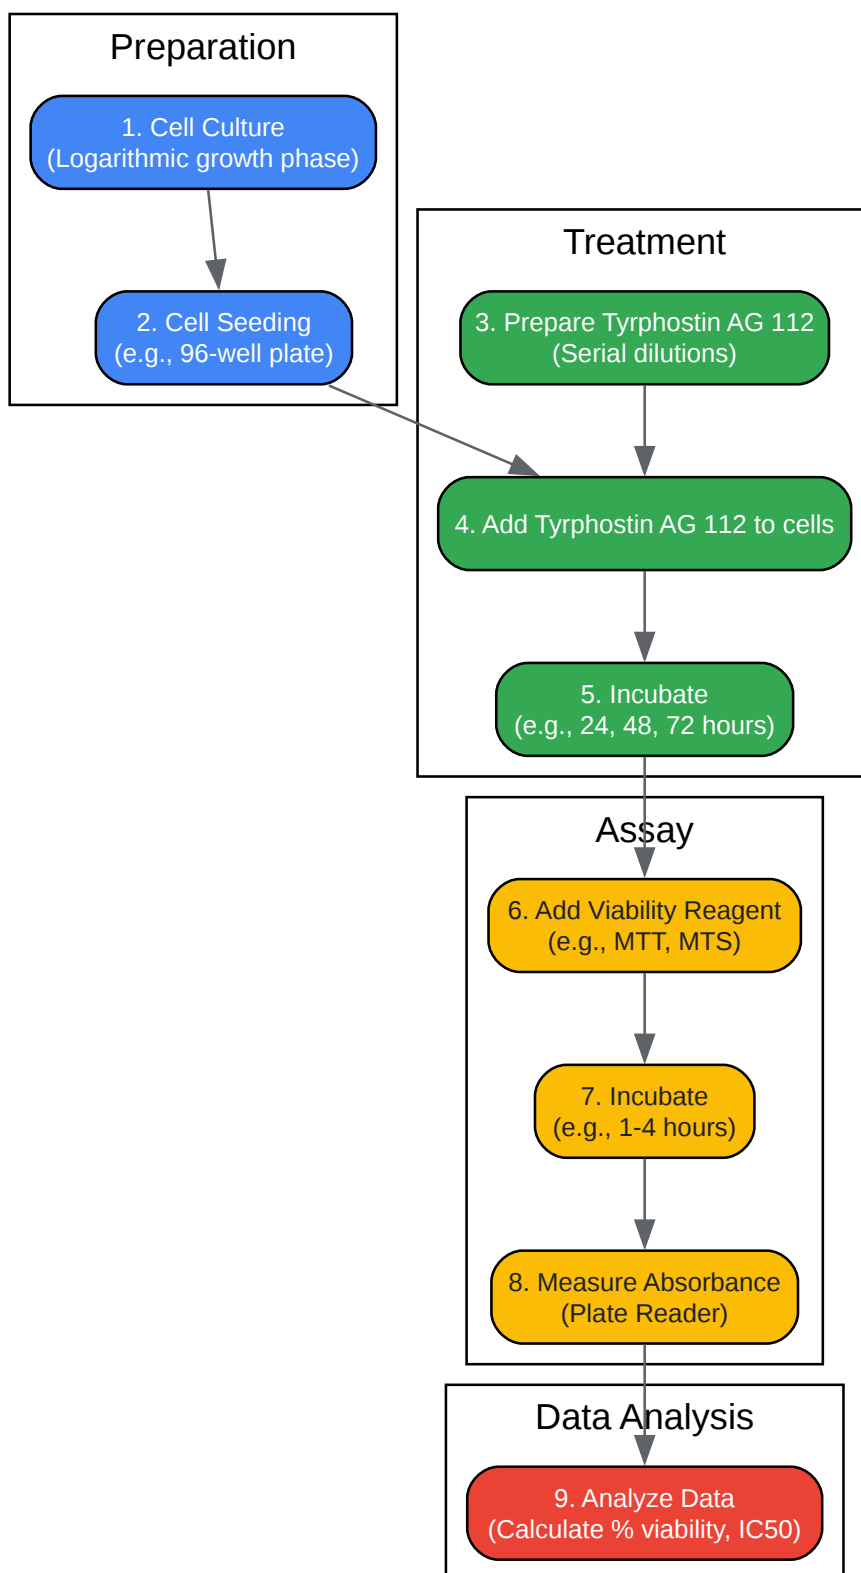 Preparation
1. Cell Culture
(Logarithmic growth phase)
2. Cell Seeding
(e.g., 96-well plate)
Treatment
3. Prepare Tyrphostin AG 112
(Serial dilutions)
4. Add Tyrphostin AG 112 to cells
5. Incubate
(e.g., 24, 48, 72 hours)
Assay
6. Add Viability Reagent
(e.g., MTT, MTS)
7. Incubate
(e.g., 1-4 hours)
8. Measure Absorbance
(Plate Reader)
Data Analysis
9. Analyze Data
(Calculate % viability, IC50)